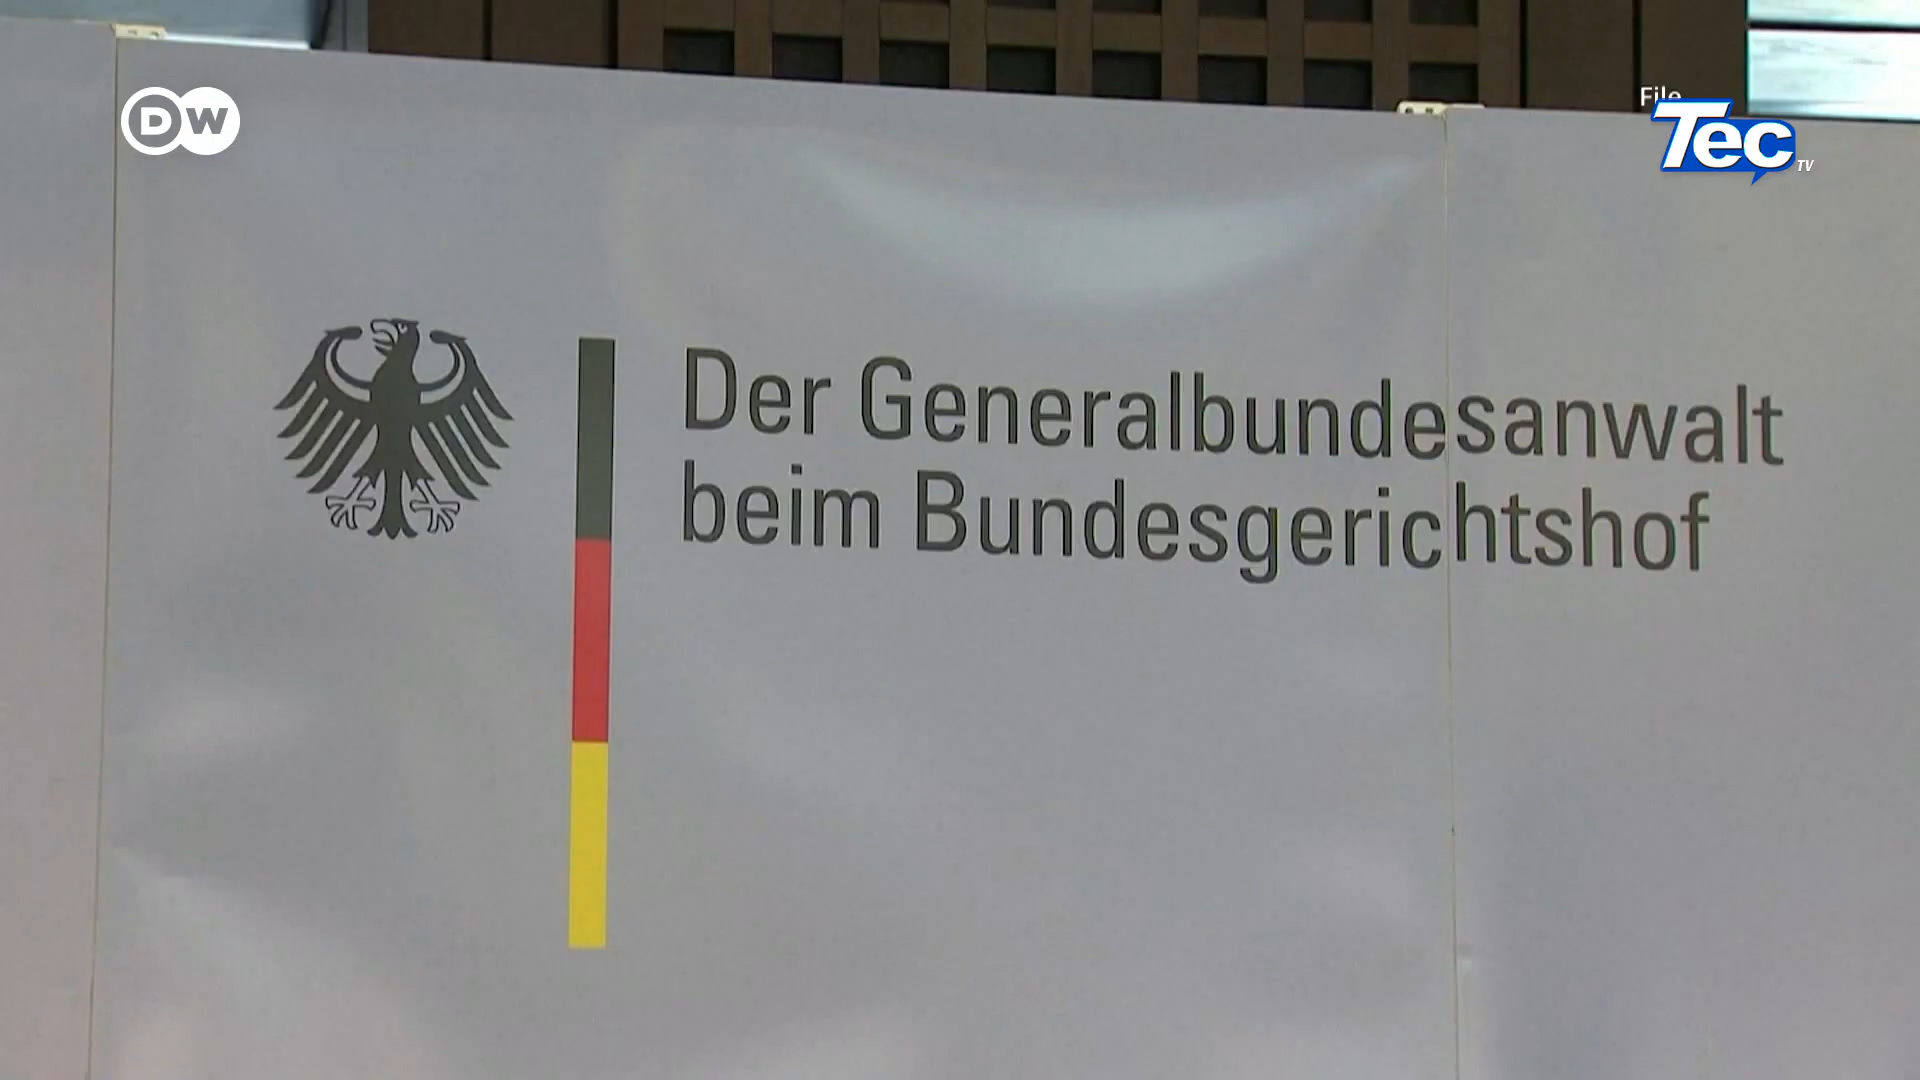 DW
File
Tec
TV
Der Generalbundesanwalt
beim Bundesgerichtshof